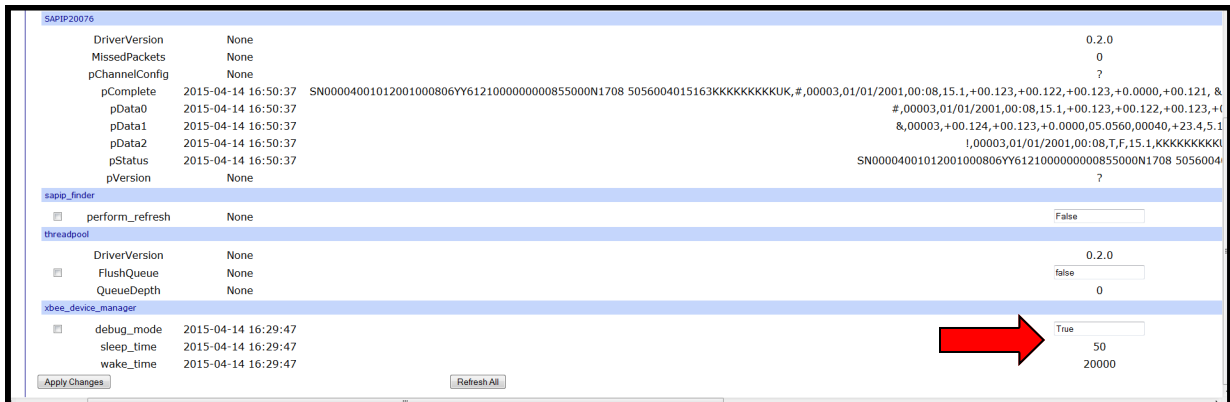 SAPIP20076
DriverVersion None 0.2.0
MissedPackets None 0
pChannelConfig None ?
pComplete 2015-04-14 16:50:37 SN00004001012001000806YY6121000000000855000N1708 5056004015163KKKKKKKKKUK,#,00003,01/01/2001,00:08,15.1,+00.123,+00.122,+00.123,+0.0000,+00.121, &
pData0 2015-04-14 16:50:37 #,00003,01/01/2001,00:08,15.1,+00.123,+00.122,+00.123,+0
pData1 2015-04-14 16:50:37 &,00003,+00.124,+00.123,+0.0000,05.0560,00040,+23.4,5.1
pData2 2015-04-14 16:50:37 !,00003,01/01/2001,00:08,T,F,15.1,KKKKKKKKKU
pStatus 2015-04-14 16:50:37 SN00004001012001000806YY6121000000000855000N1708 5056004
pVersion None ?
sapip_finder
perform_refresh None False
threadpool
DriverVersion None 0.2.0
FlushQueue None false
QueueDepth None 0
xbee_device_manager
debug_mode 2015-04-14 16:29:47 True
sleep_time 2015-04-14 16:29:47 50
wake_time 2015-04-14 16:29:47 20000
Apply Changes Refresh All